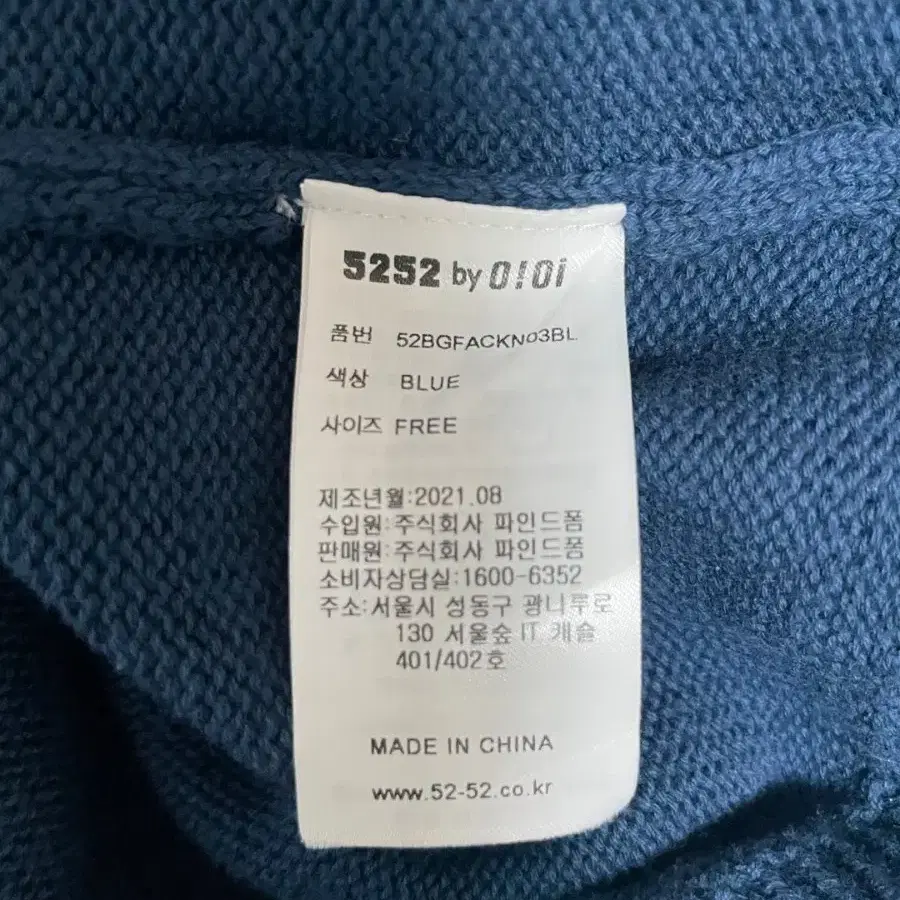 5252 by O!Oi
품번 52BGFACKN03BL
색상 BLUE
사이즈 FREE
제조년월:2021.08
수입원:주식회사 파인드폼
판매원:주식회사 파인드폼
소비자상담실:1600-6352
주소:서울시 성동구 광나루로
130 서울숲 IT 캐슬
401/402호
MADE IN CHINA
www.52-52.co.kr